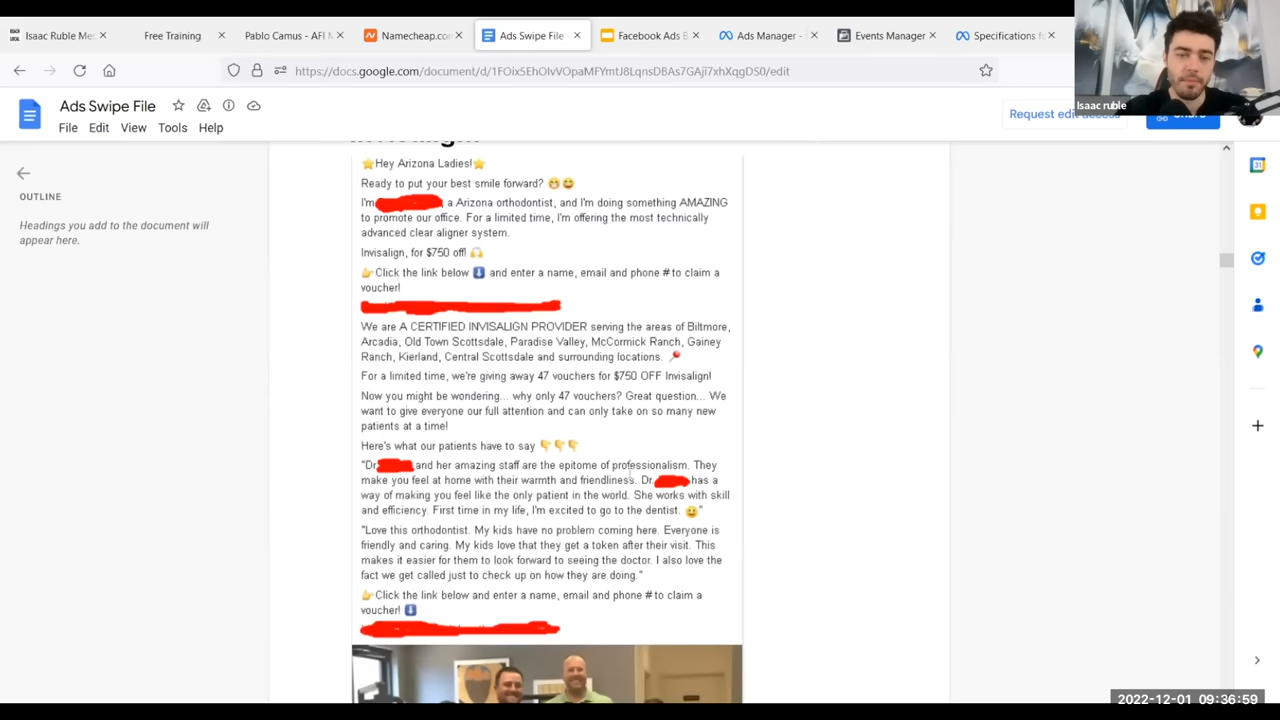 Isaac Ruble Me
Free Training
Pablo Camus - AFI
Namecheap.co
Ads Swipe File -
Facebook Ads B
Ads Manager -
Events Manager
Specifications f
https://docs.google.com/document/d/1FOix5EhOIvVOpaMFYmtJ8LqnsDBAs7GAji7xhXqgDS0/edit
Isaac ruble
Ads Swipe File
Request edit access
Share
File Edit View Tools Help
OUTLINE
Headings you add to the document will
appear here.
⭐Hey Arizona Ladies!⭐
Ready to put your best smile forward? 😁😄
I'm a Arizona orthodontist, and I'm doing something AMAZING
to promote our office. For a limited time, I'm offering the most technically
advanced clear aligner system.
Invisalign, for $750 off! 🙌
👉Click the link below ⬇️ and enter a name, email and phone # to claim a
voucher!
We are A CERTIFIED INVISALIGN PROVIDER serving the areas of Biltmore,
Arcadia, Old Town Scottsdale, Paradise Valley, McCormick Ranch, Gainey
Ranch, Kierland, Central Scottsdale and surrounding locations. 📍
For a limited time, we're giving away 47 vouchers for $750 OFF Invisalign!
Now you might be wondering... why only 47 vouchers? Great question... We
want to give everyone our full attention and can only take on so many new
patients at a time!
Here's what our patients have to say 👇👇👇
"Dr. and her amazing staff are the epitome of professionalism. They
make you feel at home with their warmth and friendliness. Dr. has a
way of making you feel like the only patient in the world. She works with skill
and efficiency. First time in my life, I'm excited to go to the dentist. 😃"
"Love this orthodontist. My kids have no problem coming here. Everyone is
friendly and caring. My kids love that they get a token after their visit. This
makes it easier for them to look forward to seeing the doctor. I also love the
fact we get called just to check up on how they are doing."
👉Click the link below and enter a name, email and phone # to claim a
voucher! ⬇️
2022-12-01 09:36:59